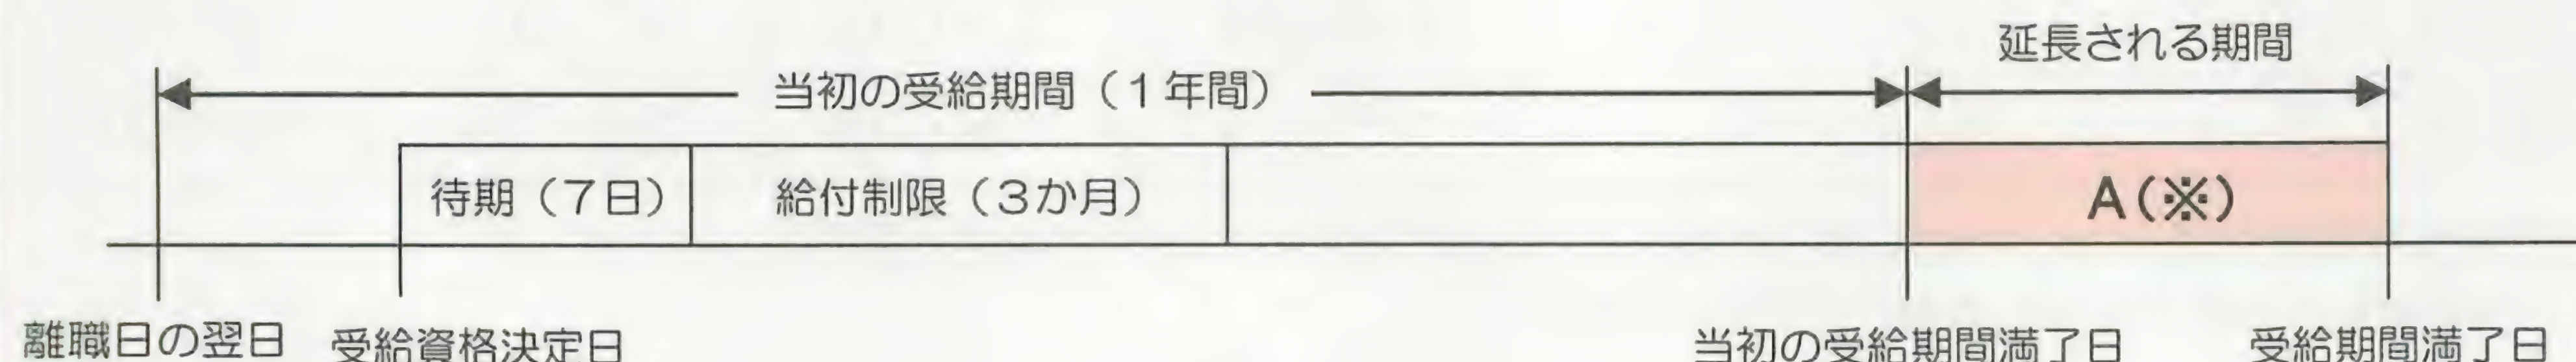 延長される期間
当初の受給期間（１年間）
待期（７日）
給付制限（３か月）
A（※）
離職日の翌日
受給資格決定日
当初の受給期間満了日
受給期間満了日